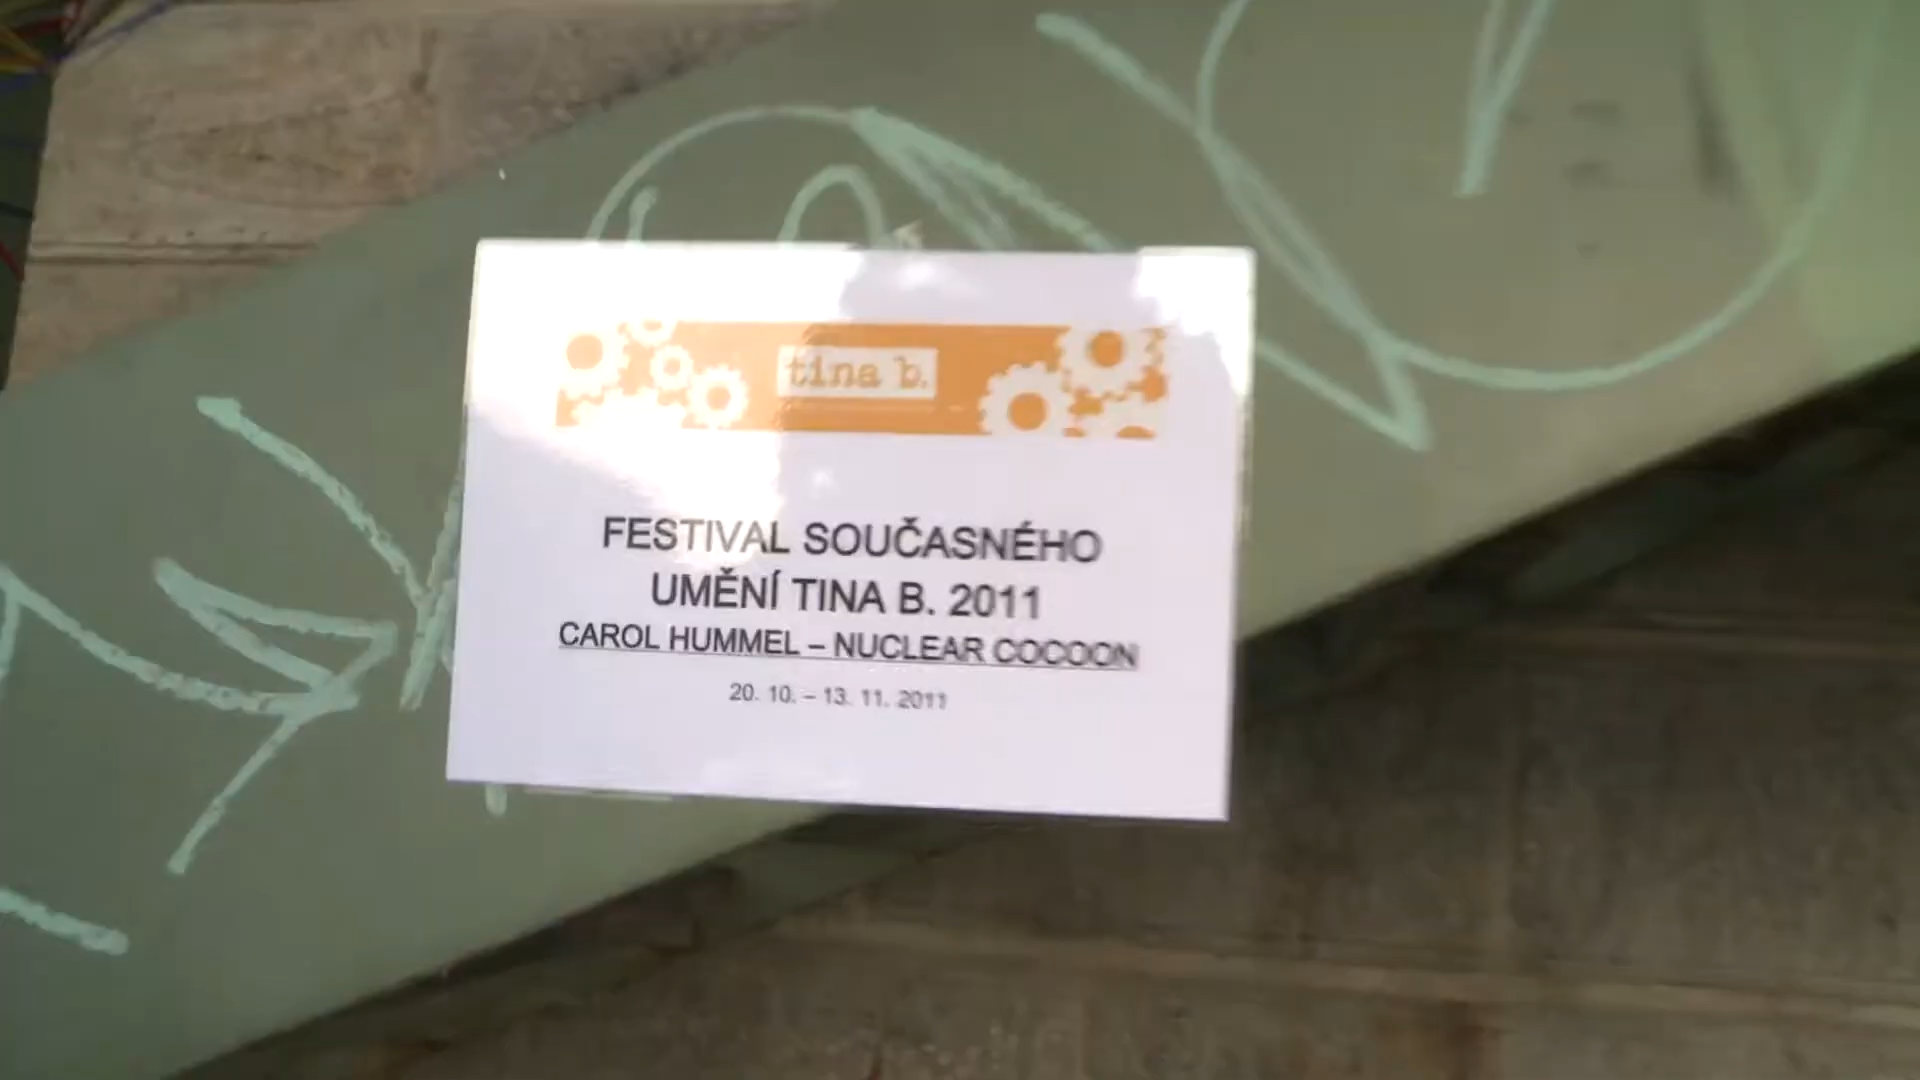 tina b.
FESTIVAL SOUČASNÉHO
UMĚNÍ TINA B. 2011
CAROL HUMMEL – NUCLEAR COCOON
20. 10. – 13. 11. 2011